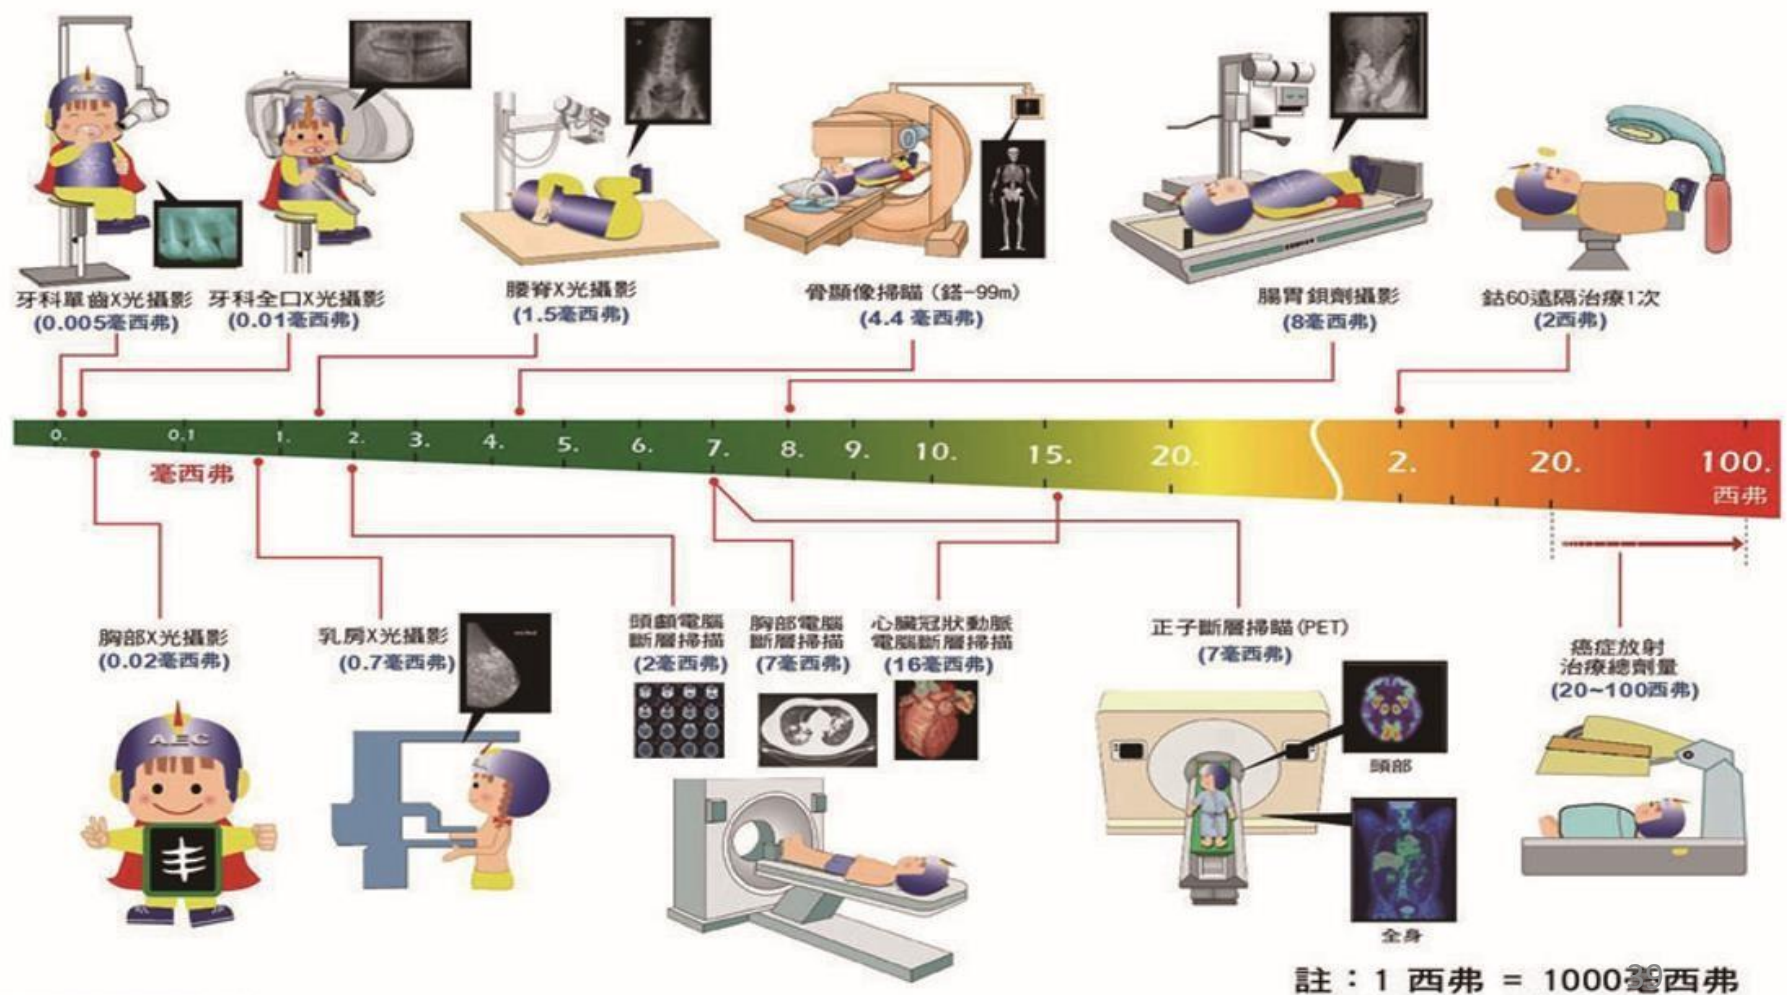 牙科單齒X光攝影
(0.005毫西弗)
牙科全口X光攝影
(0.01毫西弗)
腰脊X光攝影
(1.5毫西弗)
骨顯像掃瞄(鎝-99m)
(4.4 毫西弗)
腸胃鋇劑攝影
(8毫西弗)
鈷60遠隔治療1次
(2西弗)
0.
0.1
1.
2.
3.
4.
5.
6.
7.
8.
9.
10.
15.
20.
2.
20.
100.
毫西弗
西弗
胸部X光攝影
(0.02毫西弗)
乳房X光攝影
(0.7毫西弗)
頭顱電腦
斷層掃描
(2毫西弗)
胸部電腦
斷層掃描
(7毫西弗)
心臟冠狀動脈
電腦斷層掃描
(16毫西弗)
正子斷層掃瞄(PET)
(7毫西弗)
癌症放射
治療總劑量
(20~100西弗)
AEC
AEC
頭部
全身
註：1 西弗 = 1000毫西弗
39